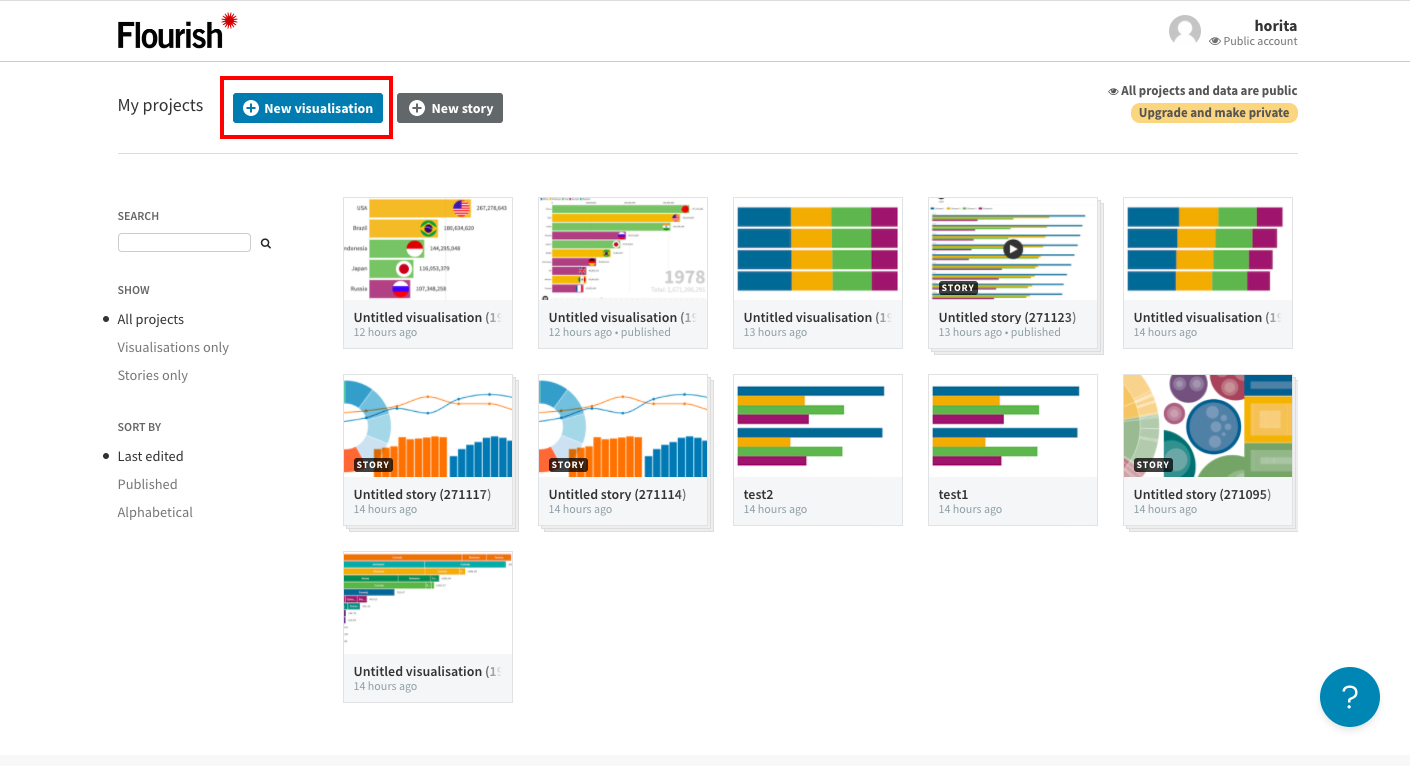 Flourish
horita
Public account
My projects
New visualisation
New story
All projects and data are public
Upgrade and make private
SEARCH
SHOW
All projects
Visualisations only
Stories only
SORT BY
Last edited
Published
Alphabetical
USA 267,278,643
Brazil 180,634,620
ndonesia 144,295,048
Japan 116,053,379
Russia 107,348,258
Untitled visualisation (19
12 hours ago
1978
Untitled visualisation (19
12 hours ago • published
Untitled visualisation (19
13 hours ago
STORY
Untitled story (271123)
13 hours ago • published
Untitled visualisation (19
14 hours ago
STORY
Untitled story (271117)
14 hours ago
STORY
Untitled story (271114)
14 hours ago
test2
14 hours ago
test1
14 hours ago
STORY
Untitled story (271095)
14 hours ago
Untitled visualisation (19
14 hours ago
?